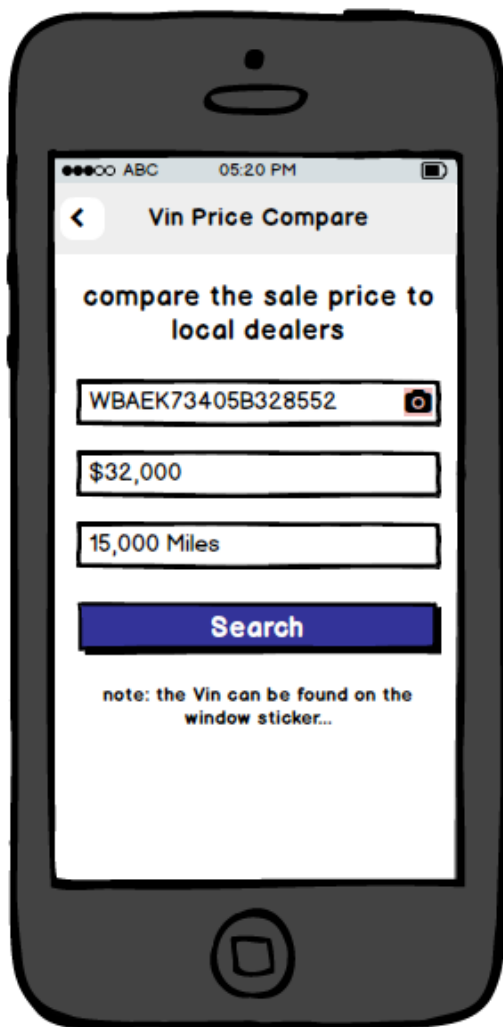 ABC 05:20 PM
Vin Price Compare
compare the sale price to
local dealers
WBAEK73405B328552
$32,000
15,000 Miles
Search
note: the Vin can be found on the
window sticker...